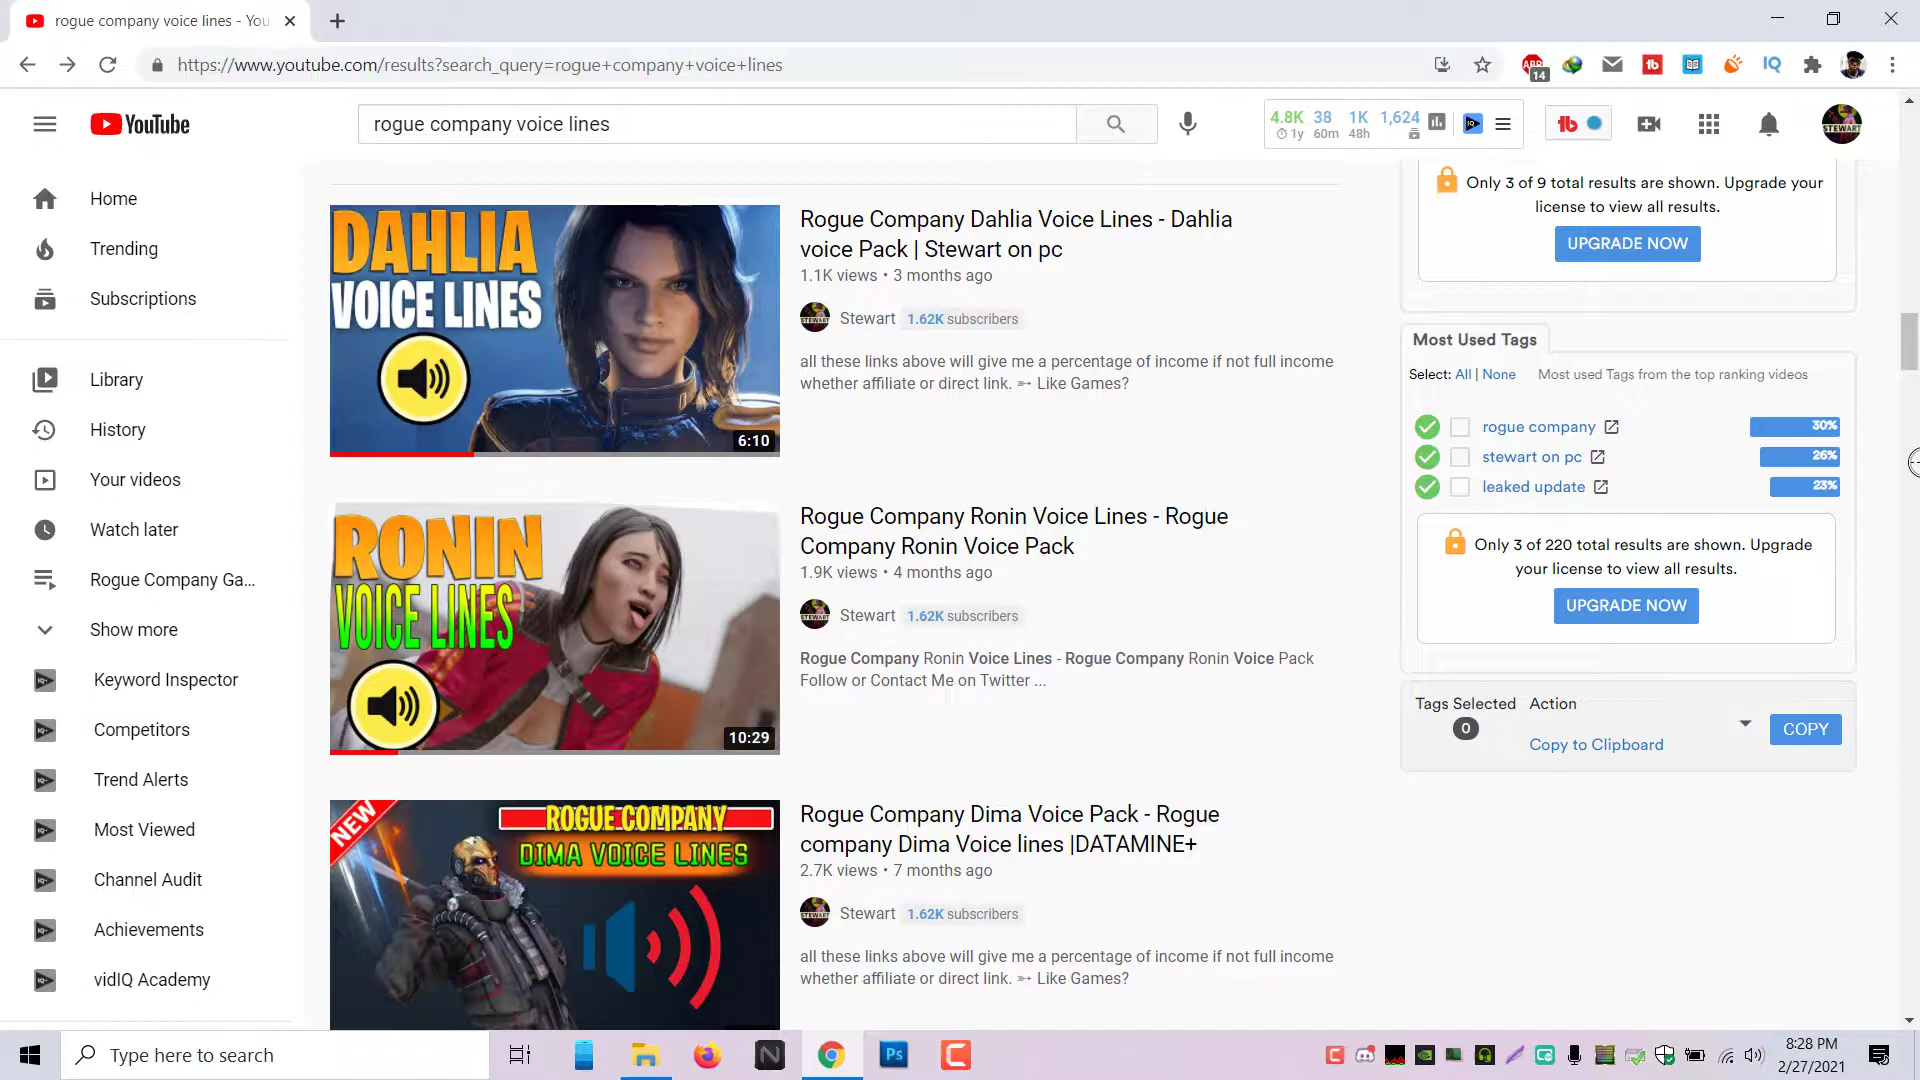 rogue company voice lines - You
https://www.youtube.com/results?search_query=rogue+company+voice+lines
14
YouTube
rogue company voice lines
4.8K 38 1K 1,624
1y 60m 48h
STEWART
Home
Trending
Subscriptions
Library
History
Your videos
Watch later
Rogue Company Ga...
Show more
Keyword Inspector
Competitors
Trend Alerts
Most Viewed
Channel Audit
Achievements
vidIQ Academy
DAHLIA
VOICE LINES
6:10
Rogue Company Dahlia Voice Lines - Dahlia
voice Pack | Stewart on pc
1.1K views • 3 months ago
Stewart 1.62K subscribers
all these links above will give me a percentage of income if not full income
whether affiliate or direct link. ➵ Like Games?
RONIN
VOICE LINES
10:29
Rogue Company Ronin Voice Lines - Rogue
Company Ronin Voice Pack
1.9K views • 4 months ago
Stewart 1.62K subscribers
Rogue Company Ronin Voice Lines - Rogue Company Ronin Voice Pack
Follow or Contact Me on Twitter ...
NEW
ROGUE COMPANY
DIMA VOICE LINES
Rogue Company Dima Voice Pack - Rogue
company Dima Voice lines |DATAMINE+
2.7K views • 7 months ago
Stewart 1.62K subscribers
all these links above will give me a percentage of income if not full income
whether affiliate or direct link. ➵ Like Games?
Only 3 of 9 total results are shown. Upgrade your
license to view all results.
UPGRADE NOW
Most Used Tags
Select: All | None Most used Tags from the top ranking videos
rogue company 30%
stewart on pc 26%
leaked update 23%
Only 3 of 220 total results are shown. Upgrade
your license to view all results.
UPGRADE NOW
Tags Selected Action
0
Copy to Clipboard
COPY
Type here to search
Ps
8:28 PM
2/27/2021